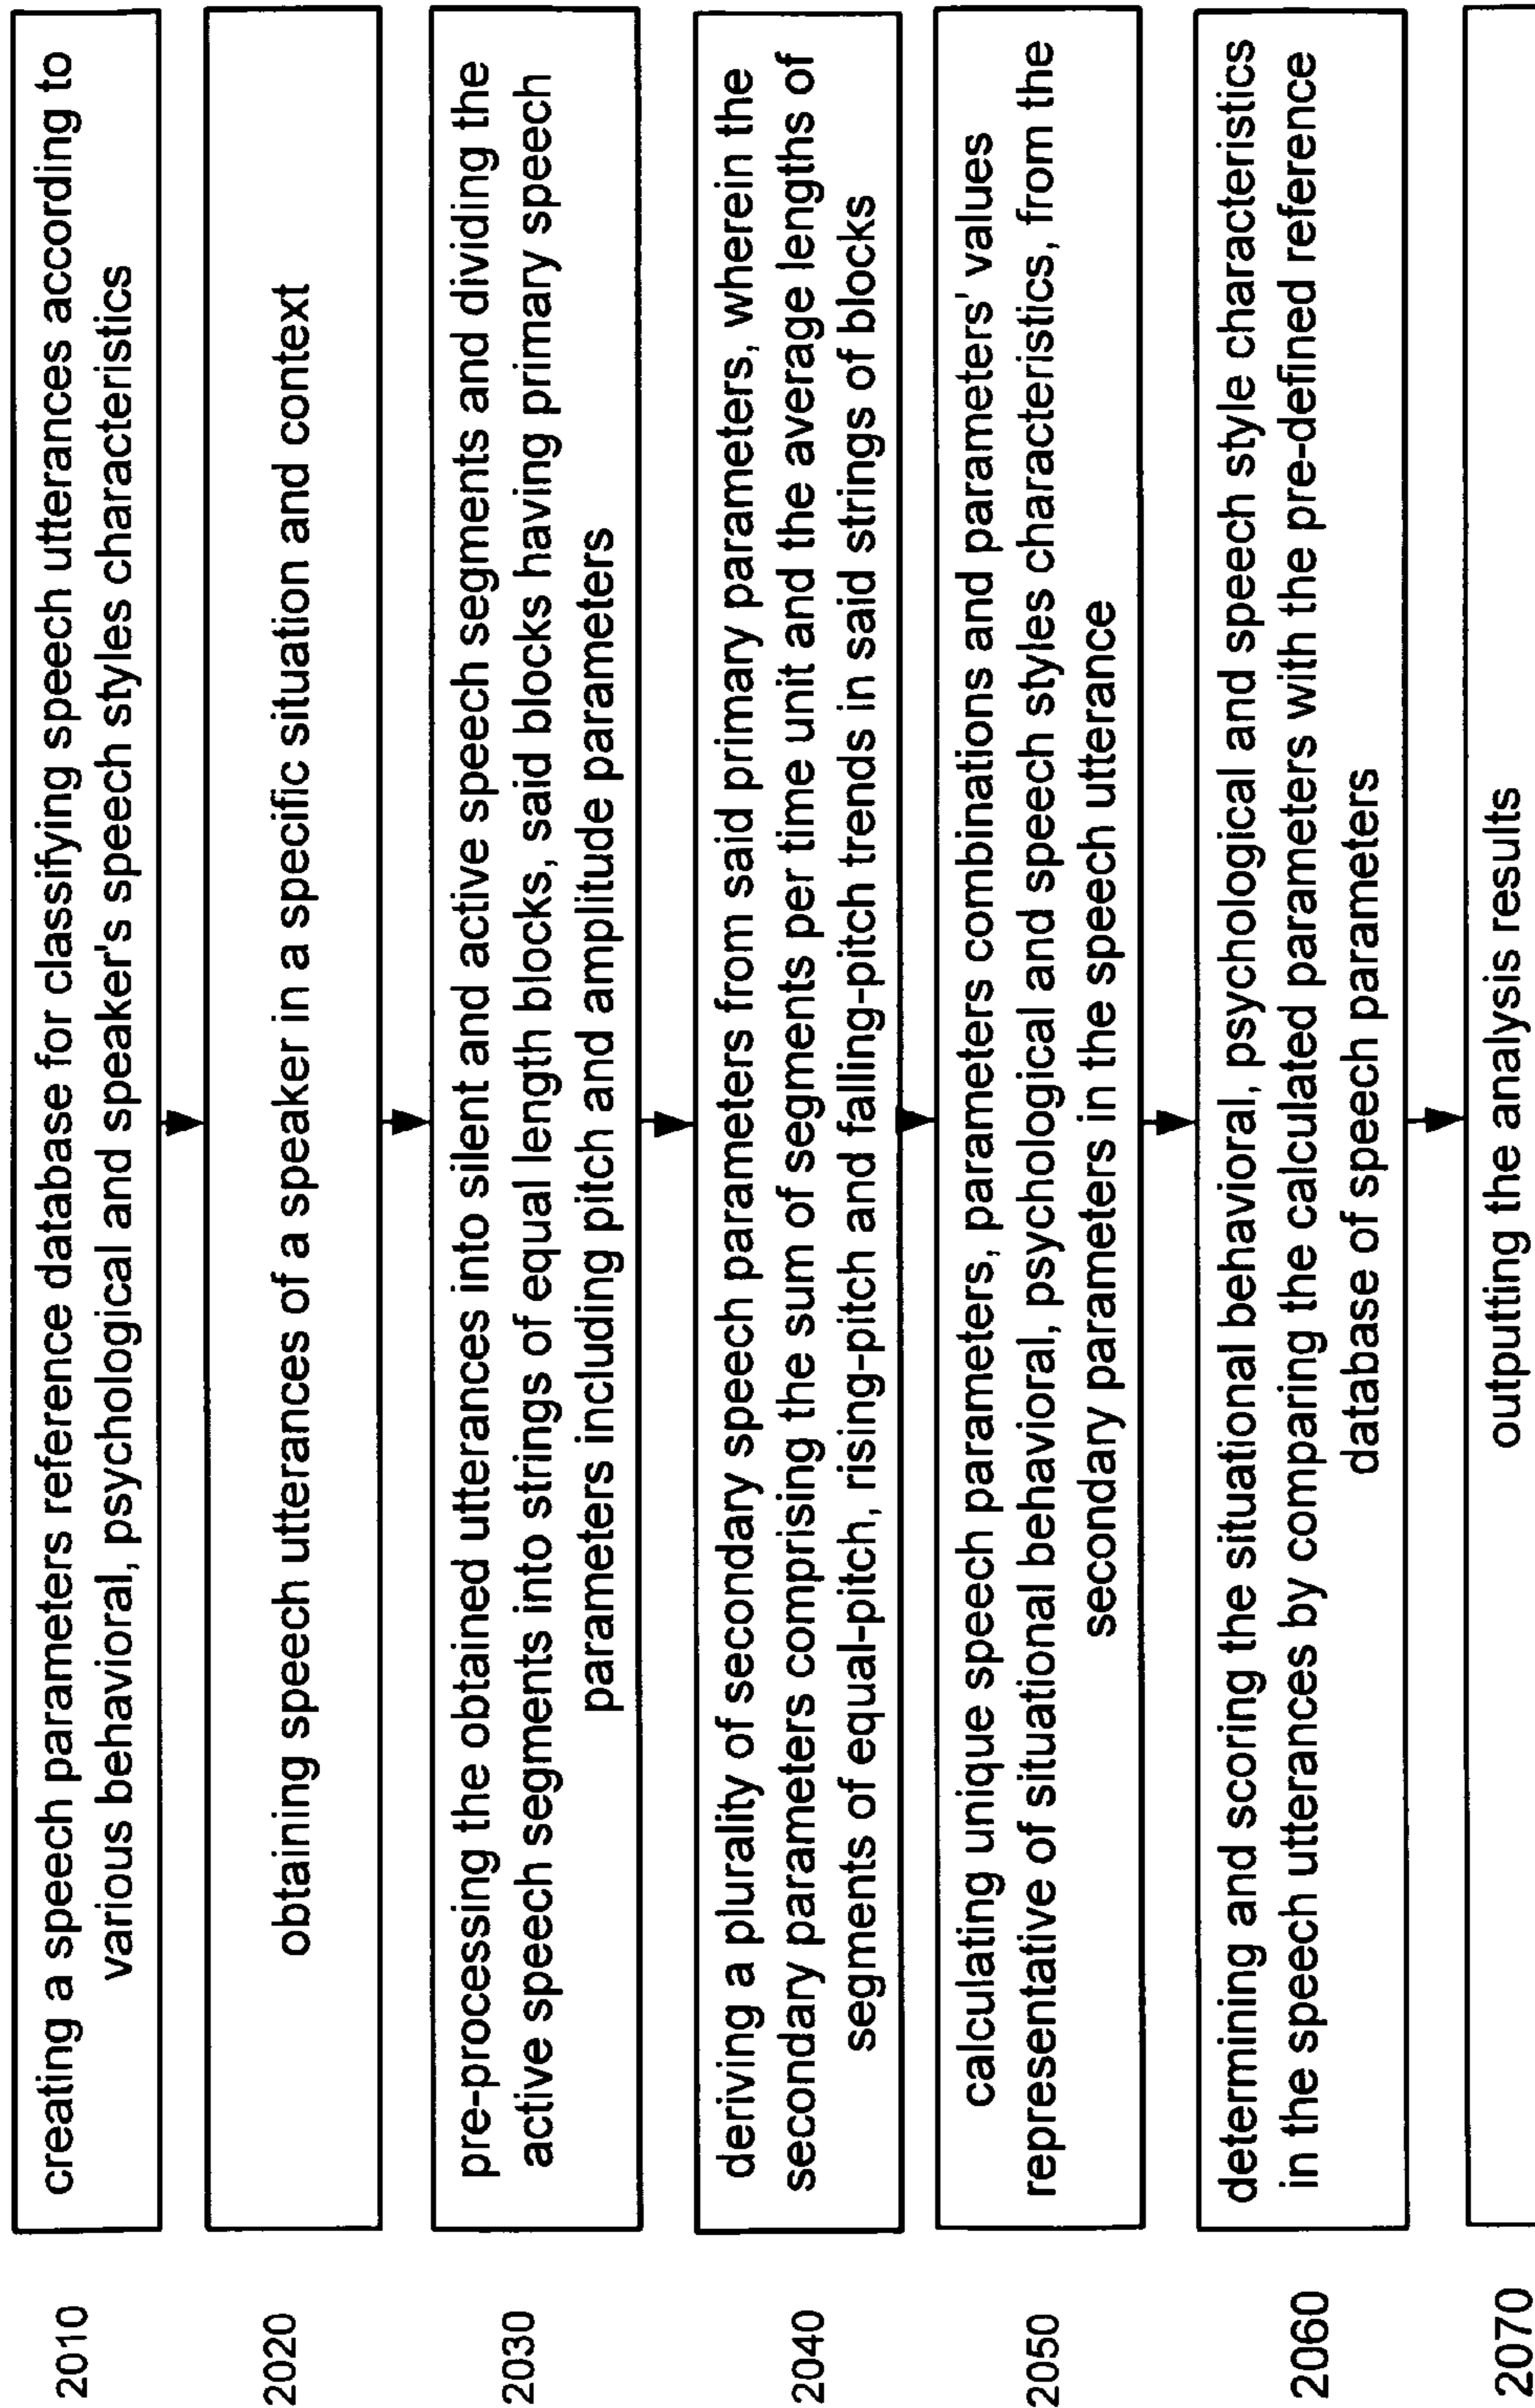 2010
creating a speech parameters reference database for classifying speech utterances according to
various behavioral, psychological and speaker's speech styles characteristics
2020
obtaining speech utterances of a speaker in a specific situation and context
2030
pre-processing the obtained utterances into silent and active speech segments and dividing the
active speech segments into strings of equal length blocks, said blocks having primary speech
parameters including pitch and amplitude parameters
2040
deriving a plurality of secondary speech parameters from said primary parameters, wherein the
secondary parameters comprising the sum of segments per time unit and the average lengths of
segments of equal-pitch, rising-pitch and falling-pitch trends in said strings of blocks
2050
calculating unique speech parameters, parameters combinations and parameters' values
representative of situational behavioral, psychological and speech styles characteristics, from the
secondary parameters in the speech utterance
2060
determining and scoring the situational behavioral, psychological and speech style characteristics
in the speech utterances by comparing the calculated parameters with the pre-defined reference
database of speech parameters
2070
outputting the analysis results